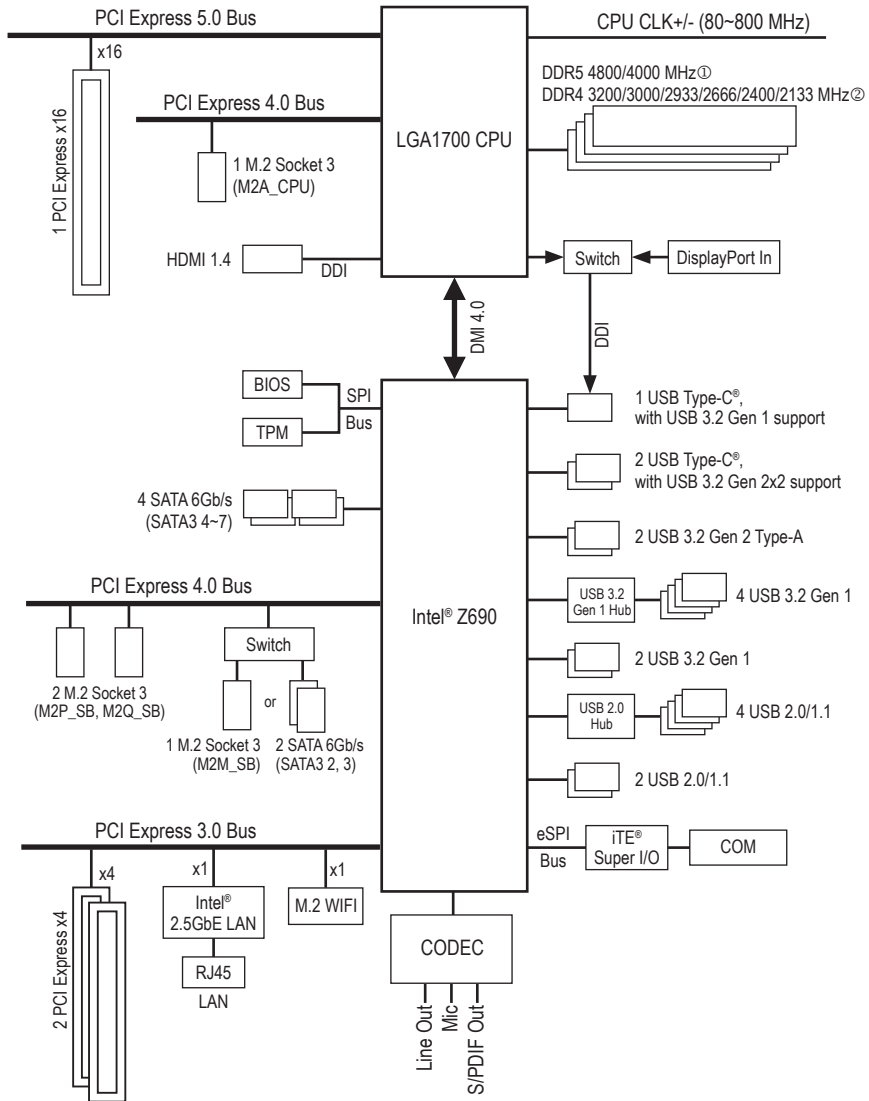 PCI Express 5.0 Bus
CPU CLK+/- (80~800 MHz)
x16
1 PCI Express x16
DDR5 4800/4000 MHz①
DDR4 3200/3000/2933/2666/2400/2133 MHz②
PCI Express 4.0 Bus
LGA1700 CPU
1 M.2 Socket 3
(M2A_CPU)
HDMI 1.4
DDI
Switch
DisplayPort In
DMI 4.0
DDI
BIOS
TPM
SPI
Bus
1 USB Type-C®,
with USB 3.2 Gen 1 support
2 USB Type-C®,
with USB 3.2 Gen 2x2 support
4 SATA 6Gb/s
(SATA3 4~7)
2 USB 3.2 Gen 2 Type-A
PCI Express 4.0 Bus
Intel® Z690
USB 3.2
Gen 1 Hub
4 USB 3.2 Gen 1
Switch
2 USB 3.2 Gen 1
2 M.2 Socket 3
(M2P_SB, M2Q_SB)
or
1 M.2 Socket 3
(M2M_SB)
2 SATA 6Gb/s
(SATA3 2, 3)
USB 2.0
Hub
4 USB 2.0/1.1
2 USB 2.0/1.1
PCI Express 3.0 Bus
eSPI
Bus
iTE®
Super I/O
COM
x4
x1
x1
2 PCI Express x4
Intel®
2.5GbE LAN
M.2 WIFI
RJ45
LAN
CODEC
Line Out
Mic
S/PDIF Out